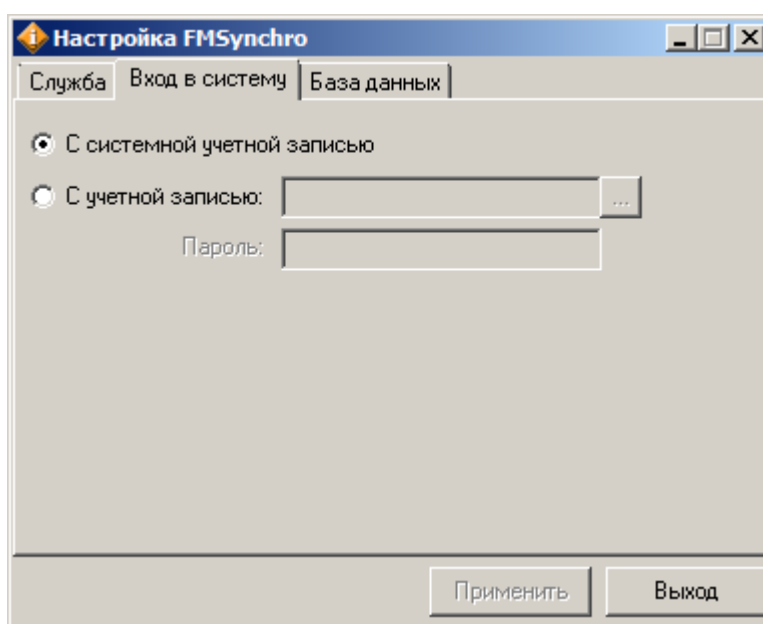 Настройка FMSynchro
Служба Вход в систему База данных
С системной учетной записью
С учетной записью: ...
Пароль:
Применить Выход